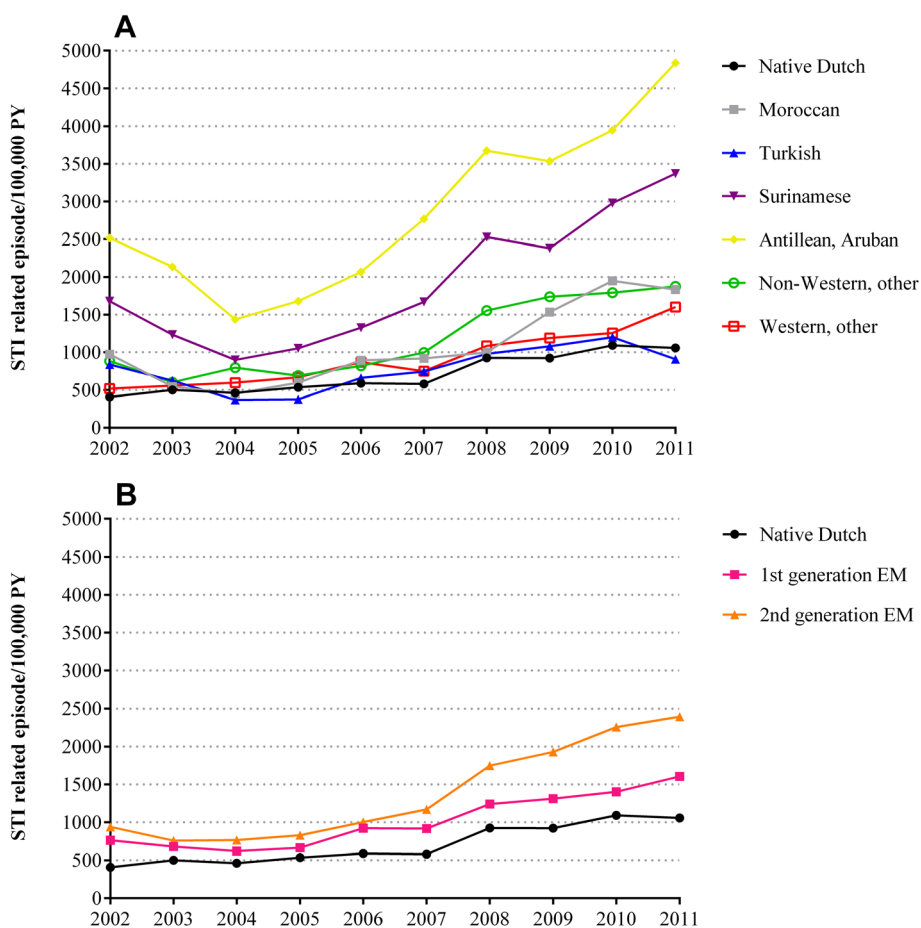 A
STI related episode/100,000 PY
5000
4500
4000
3500
3000
2500
2000
1500
1000
500
0
2002 2003 2004 2005 2006 2007 2008 2009 2010 2011
Native Dutch
Moroccan
Turkish
Surinamese
Antillean, Aruban
Non-Western, other
Western, other
B
STI related episode/100,000 PY
5000
4500
4000
3500
3000
2500
2000
1500
1000
500
0
2002 2003 2004 2005 2006 2007 2008 2009 2010 2011
Native Dutch
1st generation EM
2nd generation EM